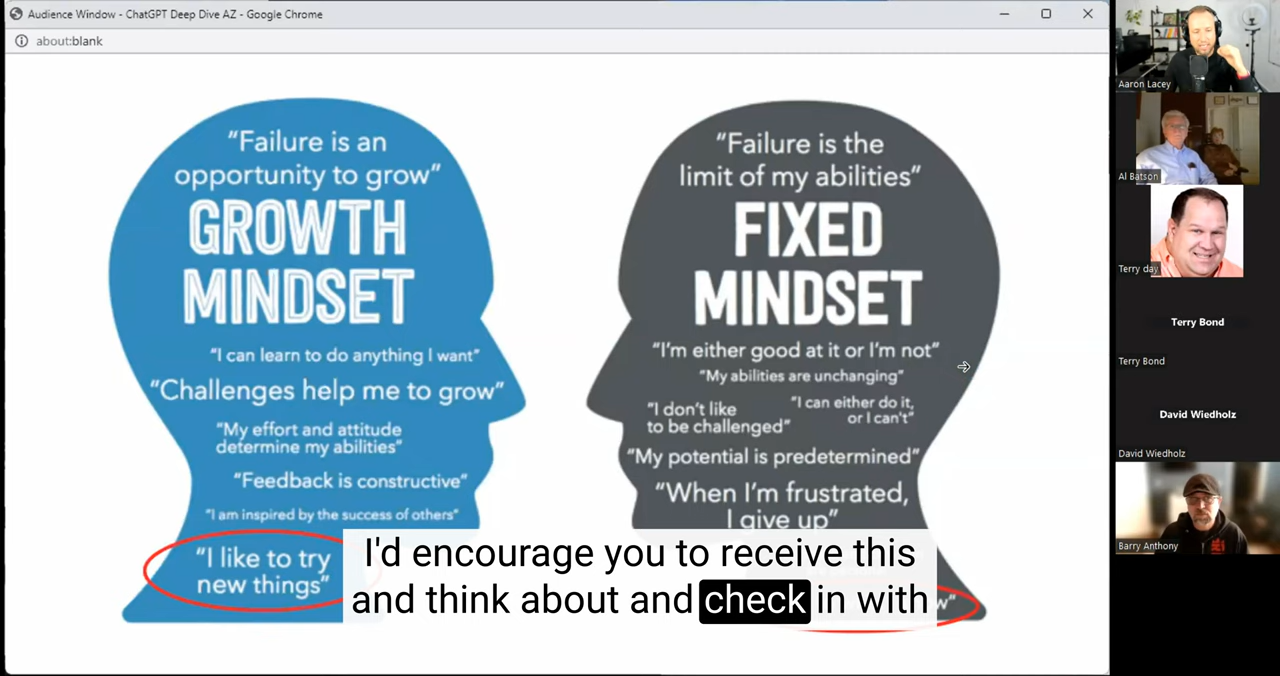 Audience Window - ChatGPT Deep Dive AZ - Google Chrome
about:blank
“Failure is an
opportunity to grow”
GROWTH
MINDSET
“I can learn to do anything I want”
“Challenges help me to grow”
“My effort and attitude
determine my abilities”
“Feedback is constructive”
“I am inspired by the success of others”
“I like to try
new things”
“Failure is the
limit of my abilities”
FIXED
MINDSET
“I’m either good at it or I’m not”
“My abilities are unchanging”
“I don’t like
to be challenged”
“I can either do it,
or I can’t”
“My potential is predetermined”
“When I’m frustrated,
I give up”
I'd encourage you to receive this
and think about and check in with
Aaron Lacey
Al Batson
Terry day
Terry Bond
Terry Bond
David Wiedholz
David Wiedholz
Barry Anthony